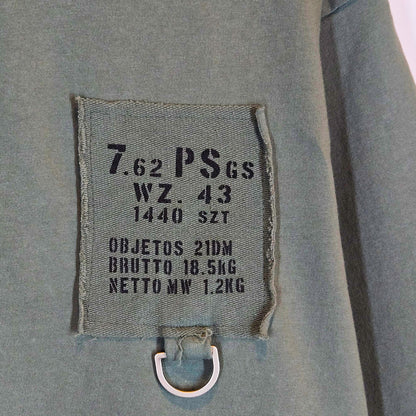 7.62 PSGS
WZ. 43
1440 SZT
OBJETOS 21DM
BRUTTO 18.5KG
NETTO MW 1.2KG